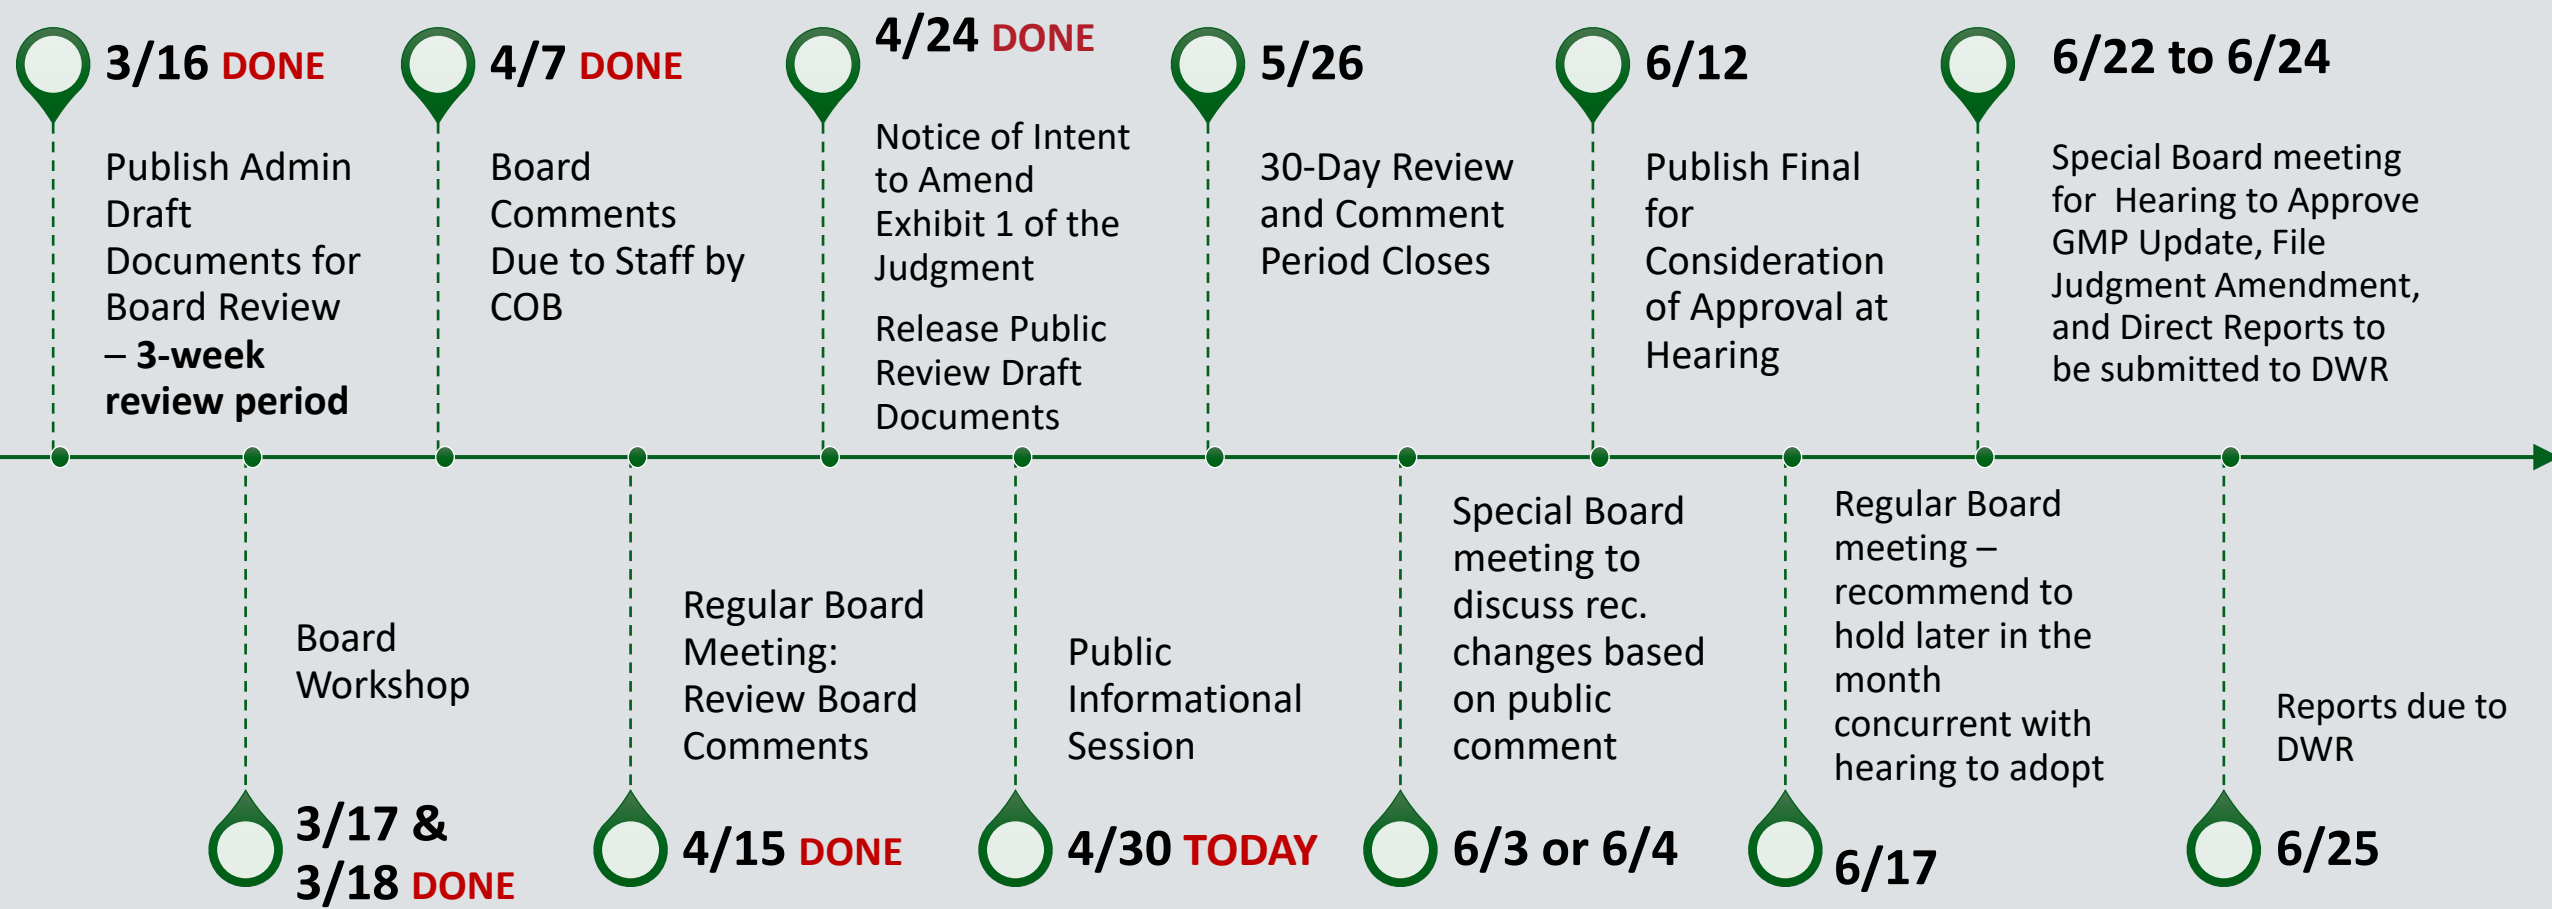 3/16 DONE
Publish Admin
Draft
Documents for
Board Review
– 3-week
review period
3/17 &
3/18 DONE
Board
Workshop
4/7 DONE
Board
Comments
Due to Staff by
COB
4/15 DONE
Regular Board
Meeting:
Review Board
Comments
4/24 DONE
Notice of Intent
to Amend
Exhibit 1 of the
Judgment
Release Public
Review Draft
Documents
4/30 TODAY
Public
Informational
Session
5/26
30-Day Review
and Comment
Period Closes
6/3 or 6/4
Special Board
meeting to
discuss rec.
changes based
on public
comment
6/12
Publish Final
for
Consideration
of Approval at
Hearing
6/17
Regular Board
meeting –
recommend to
hold later in the
month
concurrent with
hearing to adopt
6/22 to 6/24
Special Board meeting
for Hearing to Approve
GMP Update, File
Judgment Amendment,
and Direct Reports to
be submitted to DWR
6/25
Reports due to
DWR